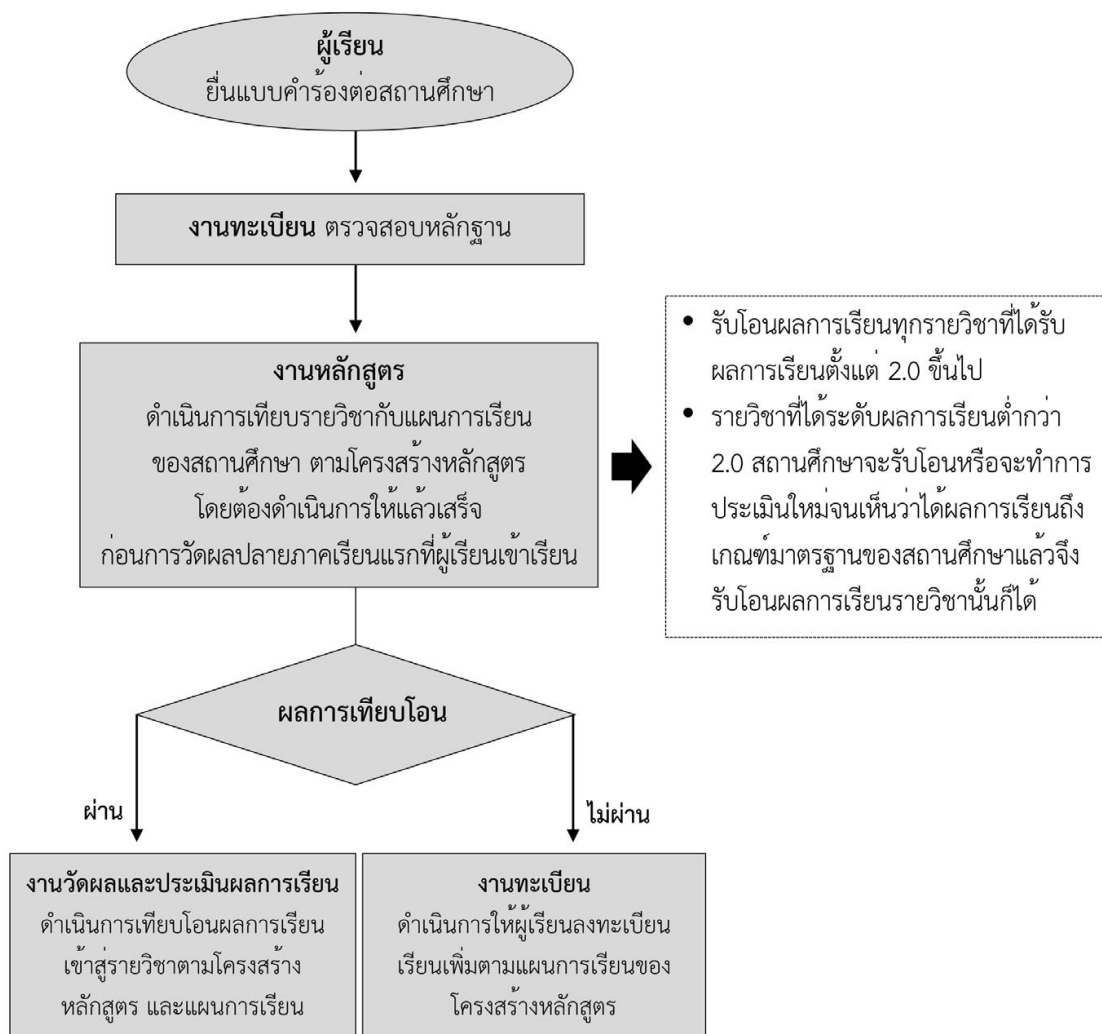 ผู้เรียน
ยื่นแบบคำร้องต่อสถานศึกษา
งานทะเบียน ตรวจสอบหลักฐาน
งานหลักสูตร
ดำเนินการเทียบรายวิชากับแผนการเรียน
ของสถานศึกษา ตามโครงสร้างหลักสูตร
โดยต้องดำเนินการให้แล้วเสร็จ
ก่อนการวัดผลปลายภาคเรียนแรกที่ผู้เรียนเข้าเรียน
• รับโอนผลการเรียนทุกรายวิชาที่ได้รับ
ผลการเรียนตั้งแต่ 2.0 ขึ้นไป
• รายวิชาที่ได้ระดับผลการเรียนต่ำกว่า
2.0 สถานศึกษาจะรับโอนหรือจะทำการ
ประเมินใหม่จนเห็นว่าได้ผลการเรียนถึง
เกณฑ์มาตรฐานของสถานศึกษาแล้วจึง
รับโอนผลการเรียนรายวิชานั้นก็ได้
ผลการเทียบโอน
ผ่าน
ไม่ผ่าน
งานวัดผลและประเมินผลการเรียน
ดำเนินการเทียบโอนผลการเรียน
เข้าสู่รายวิชาตามโครงสร้าง
หลักสูตร และแผนการเรียน
งานทะเบียน
ดำเนินการให้ผู้เรียนลงทะเบียน
เรียนเพิ่มตามแผนการเรียนของ
โครงสร้างหลักสูตร